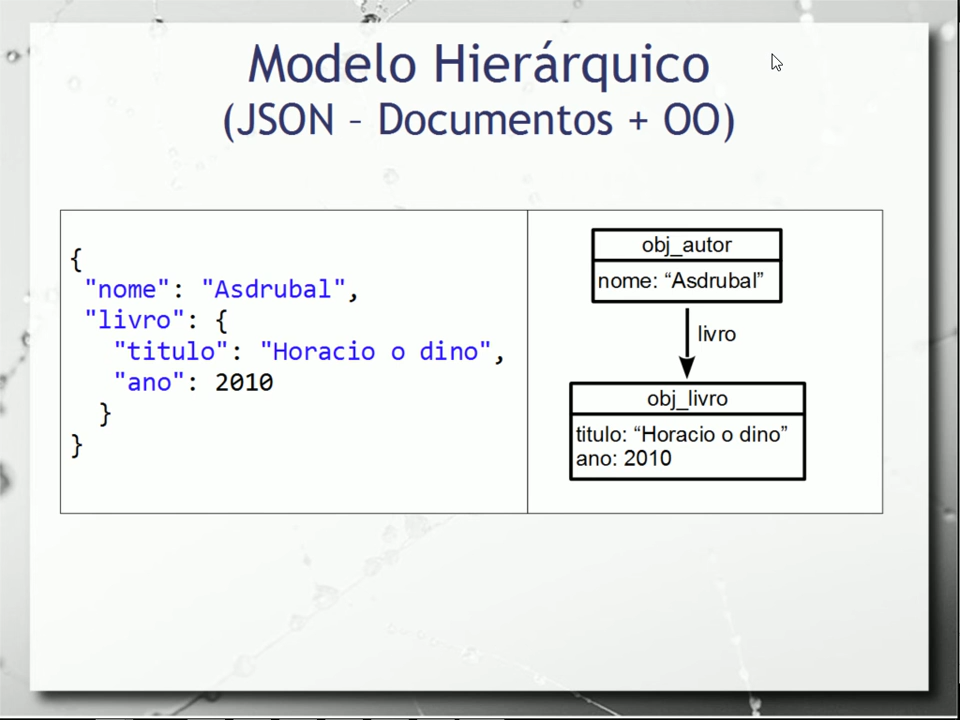 Modelo Hierárquico
(JSON – Documentos + OO)
{
"nome": "Asdrubal",
"livro": {
"titulo": "Horacio o dino",
"ano": 2010
}
}
obj_autor
nome: “Asdrubal”
livro
obj_livro
titulo: “Horacio o dino”
ano: 2010